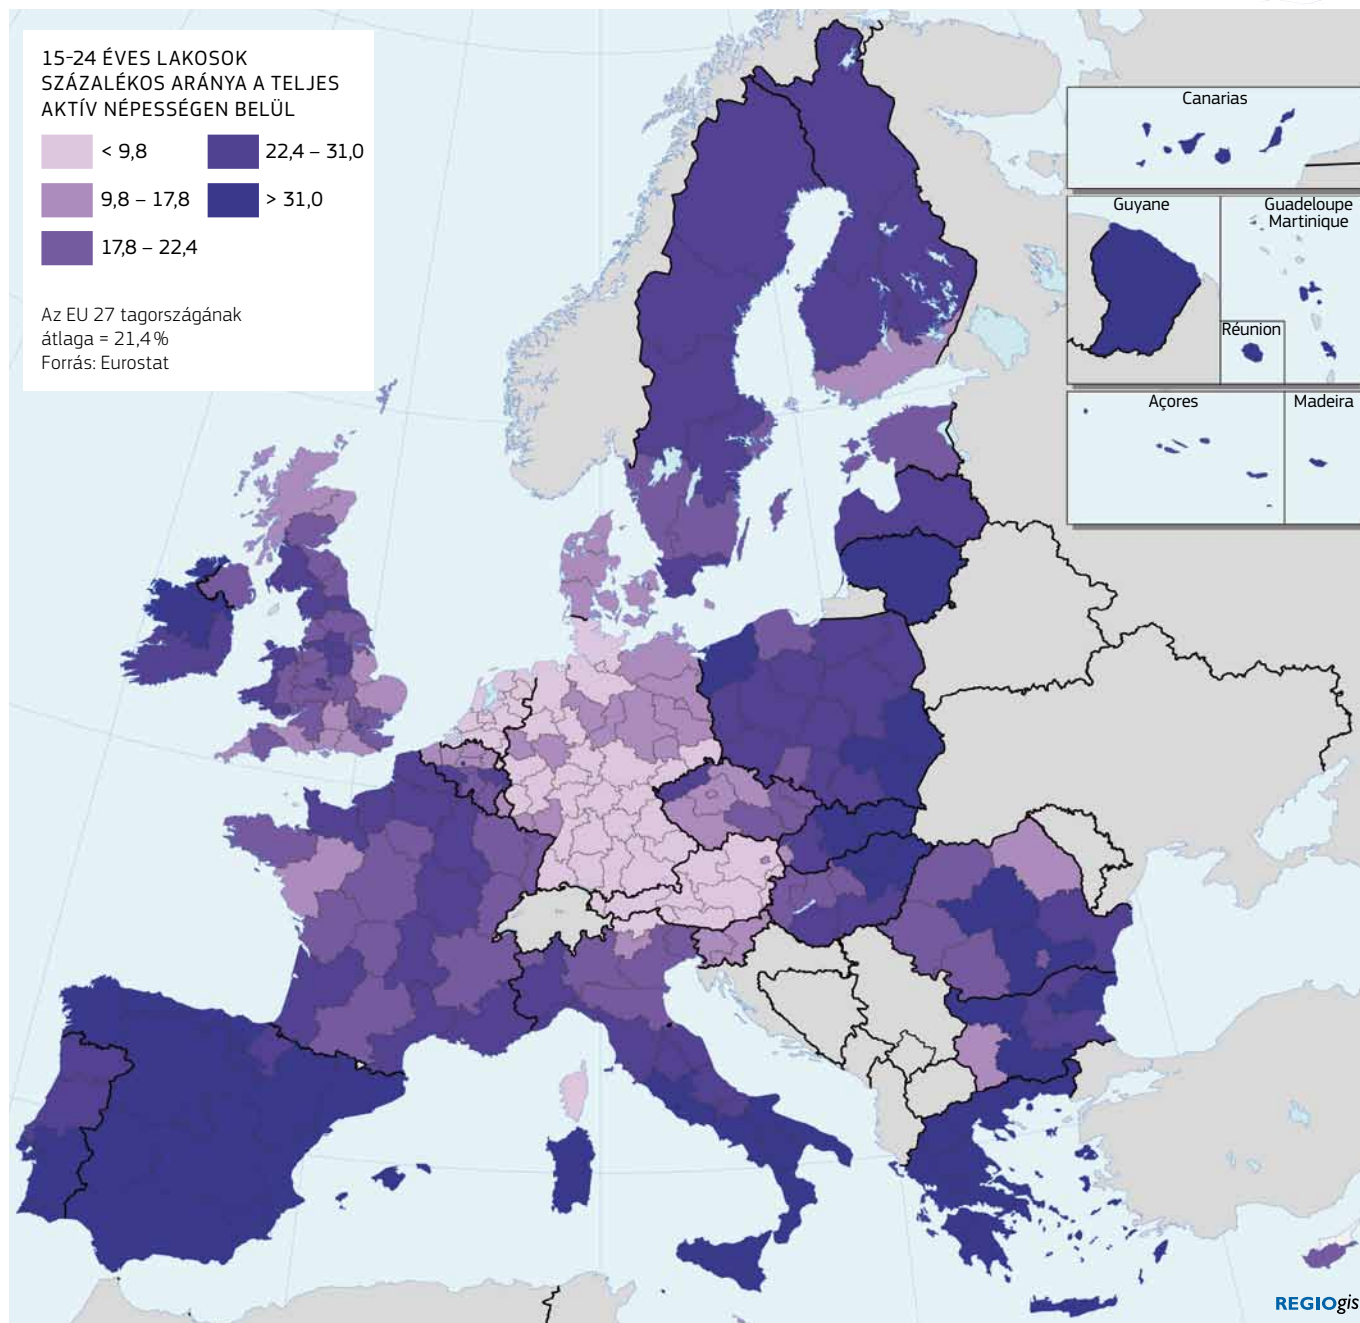 15-24 ÉVES LAKOSOK
SZÁZALÉKOS ARÁNYA A TELJES
AKTÍV NÉPESSÉGEN BELÜL
< 9,8
22,4 – 31,0
9,8 – 17,8
> 31,0
17,8 – 22,4
Az EU 27 tagországának
átlaga = 21,4 %
Forrás: Eurostat
Canarias
Guyane
Guadeloupe
Martinique
Réunion
Açores
Madeira
REGIOgis